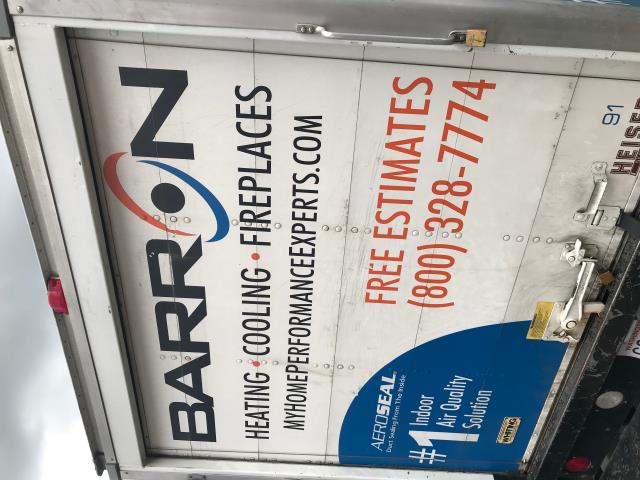 BARRON
HEATING • COOLING • FIREPLACES
MYHOMEPERFORMANCEEXPERTS.COM
FREE ESTIMATES
(800) 328-7774
AEROSEAL
Duct Sealing From The Inside
#1 Indoor
Air Quality
Solution
WHITING
91